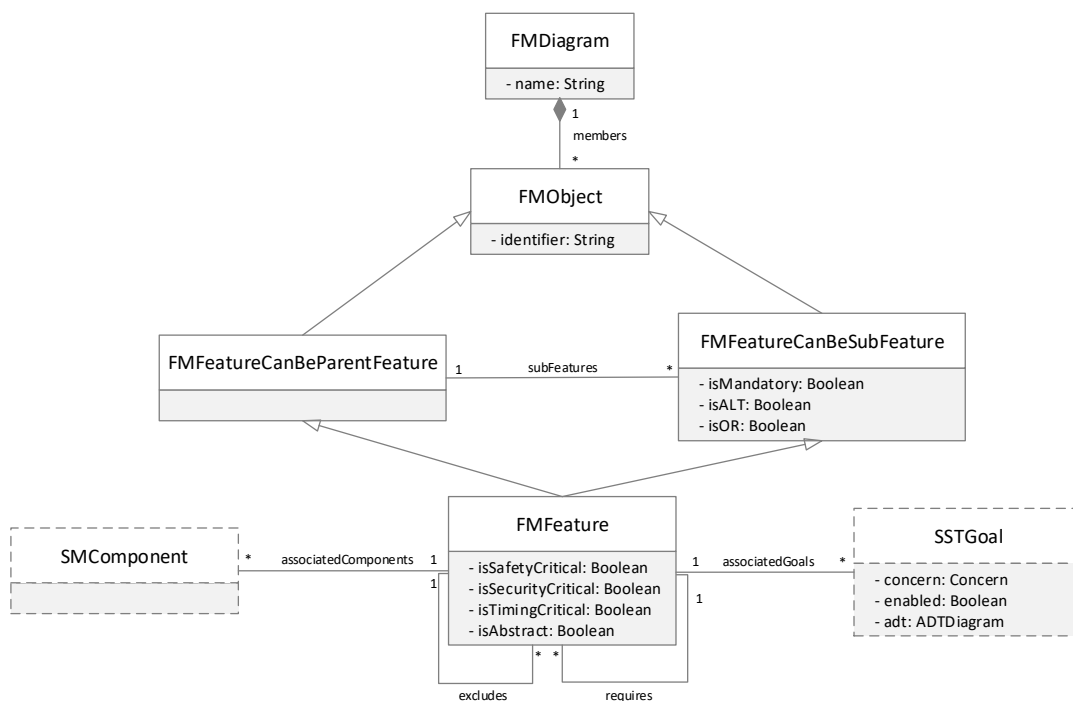 FMDiagram
- name: String
1
members
*
FMObject
- identifier: String
FMFeatureCanBeParentFeature
1
subFeatures
*
FMFeatureCanBeSubFeature
- isMandatory: Boolean
- isALT: Boolean
- isOR: Boolean
SMComponent
*
associatedComponents
1
1
FMFeature
- isSafetyCritical: Boolean
- isSecurityCritical: Boolean
- isTimingCritical: Boolean
- isAbstract: Boolean
1
associatedGoals
*
1
SSTGoal
- concern: Concern
- enabled: Boolean
- adt: ADTDiagram
*
*
excludes
requires